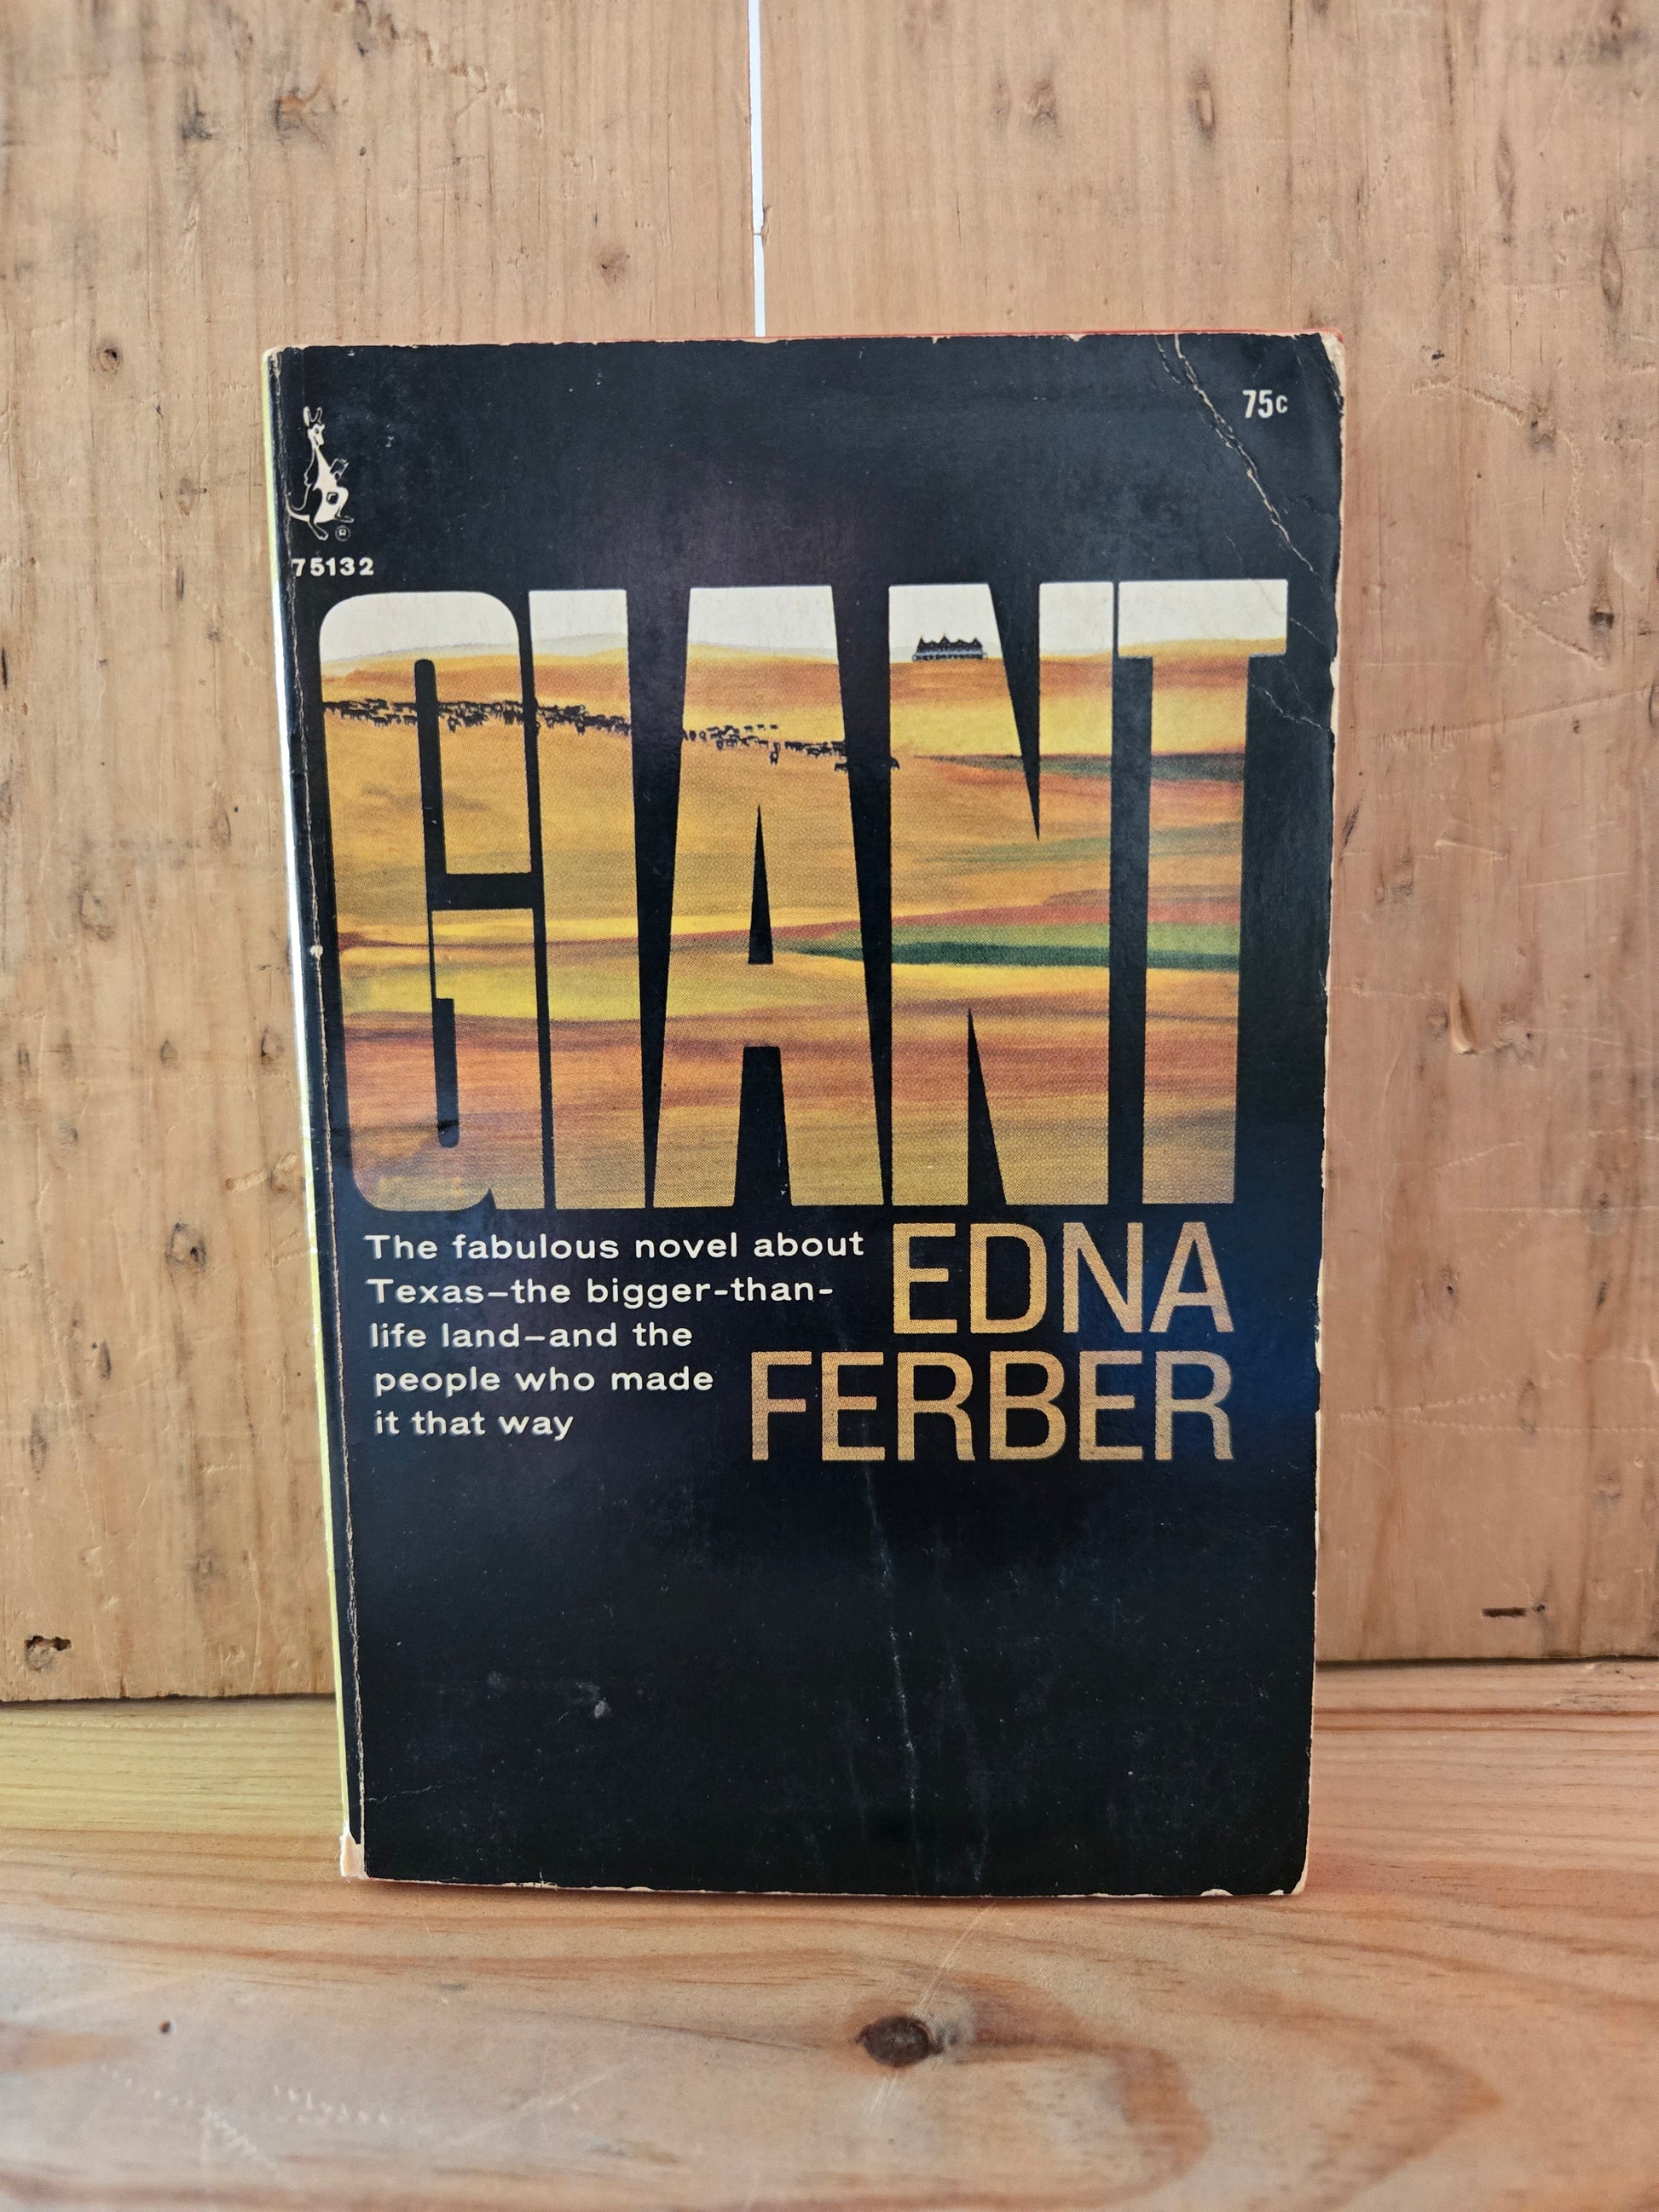 75c
®
75132
GIANT
The fabulous novel about
Texas—the bigger-than-
life land—and the
people who made
it that way
EDNA
FERBER